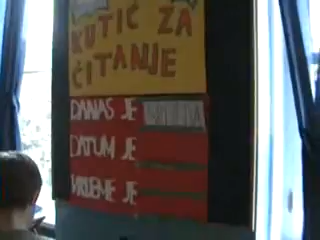 KUTIĆ ZA
ČITANJE
DANAS JE
DATUM JE
VRIJEME JE